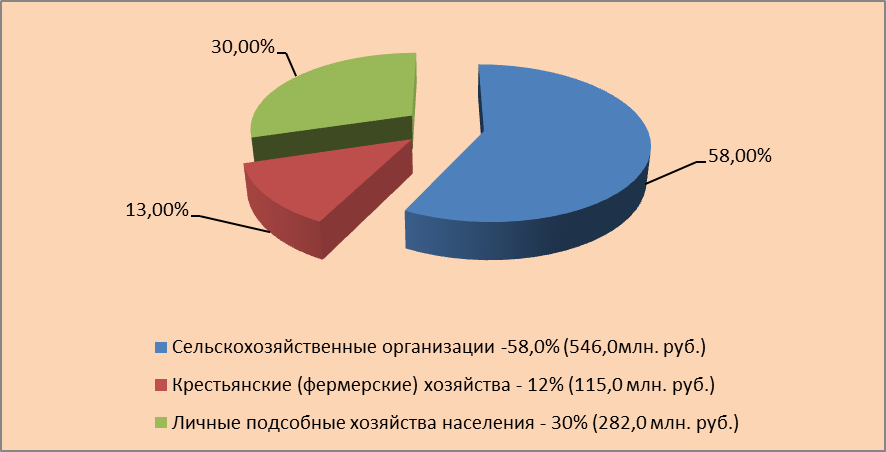 30,00%
58,00%
13,00%
Сельскохозяйственные организации -58,0% (546,0млн. руб.)
Крестьянские (фермерские) хозяйства - 12% (115,0 млн. руб.)
Личные подсобные хозяйства населения - 30% (282,0 млн. руб.)